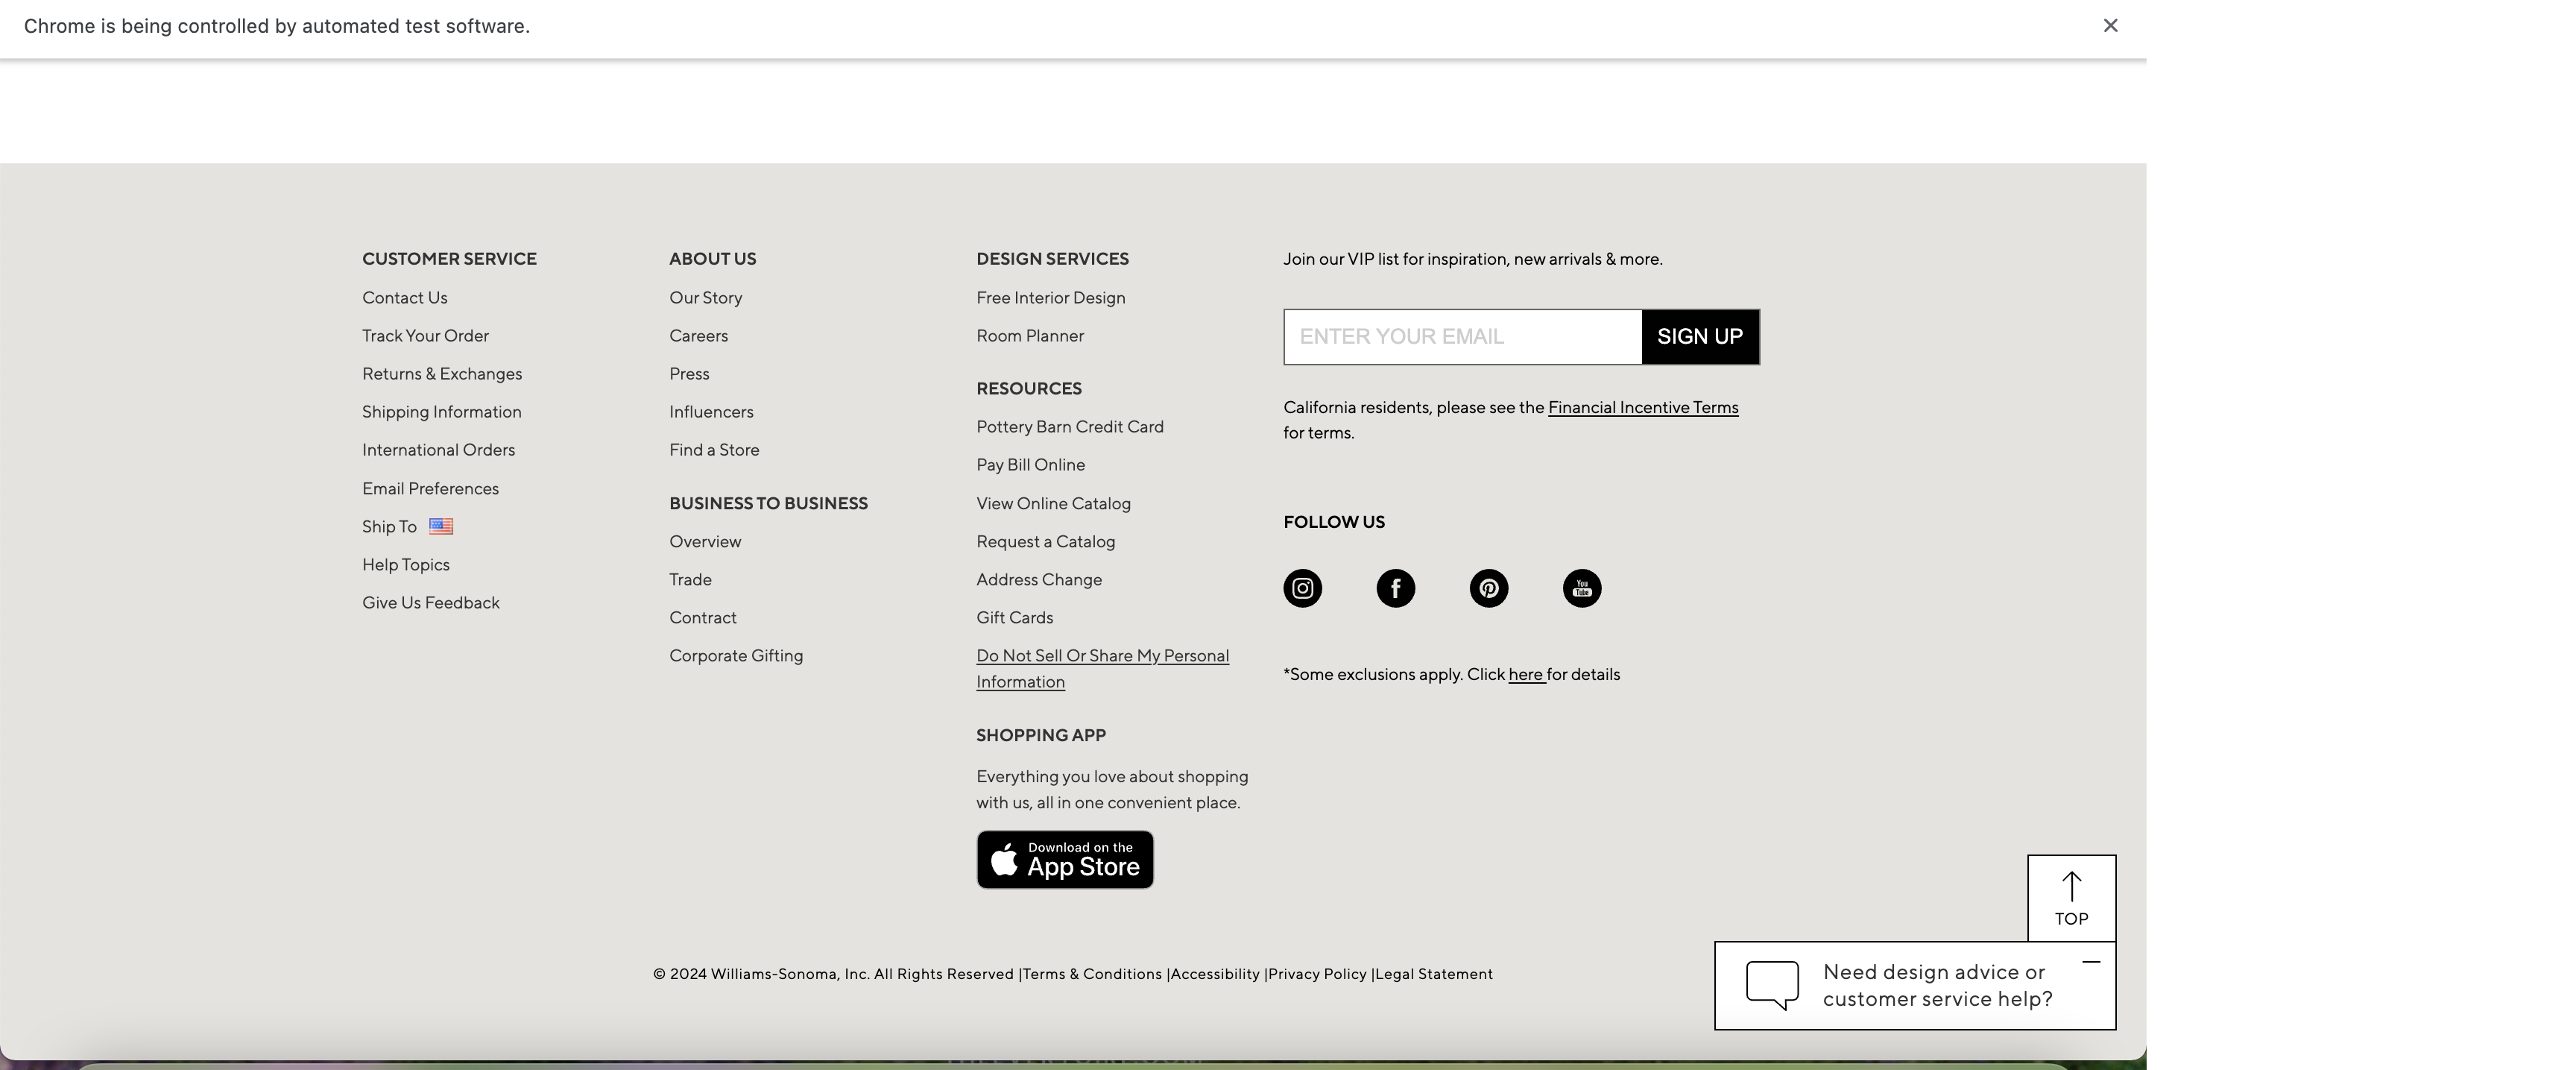 Chrome is being controlled by automated test software.
CUSTOMER SERVICE
Contact Us
Track Your Order
Returns & Exchanges
Shipping Information
International Orders
Email Preferences
Ship To
Help Topics
Give Us Feedback
ABOUT US
Our Story
Careers
Press
Influencers
Find a Store
BUSINESS TO BUSINESS
Overview
Trade
Contract
Corporate Gifting
DESIGN SERVICES
Free Interior Design
Room Planner
RESOURCES
Pottery Barn Credit Card
Pay Bill Online
View Online Catalog
Request a Catalog
Address Change
Gift Cards
Do Not Sell Or Share My Personal
Information
SHOPPING APP
Everything you love about shopping
with us, all in one convenient place.
Download on the
App Store
Join our VIP list for inspiration, new arrivals & more.
ENTER YOUR EMAIL
SIGN UP
California residents, please see the Financial Incentive Terms
for terms.
FOLLOW US
You
Tube
*Some exclusions apply. Click here for details
TOP
© 2024 Williams-Sonoma, Inc. All Rights Reserved |Terms & Conditions |Accessibility |Privacy Policy |Legal Statement
Need design advice or
customer service help?